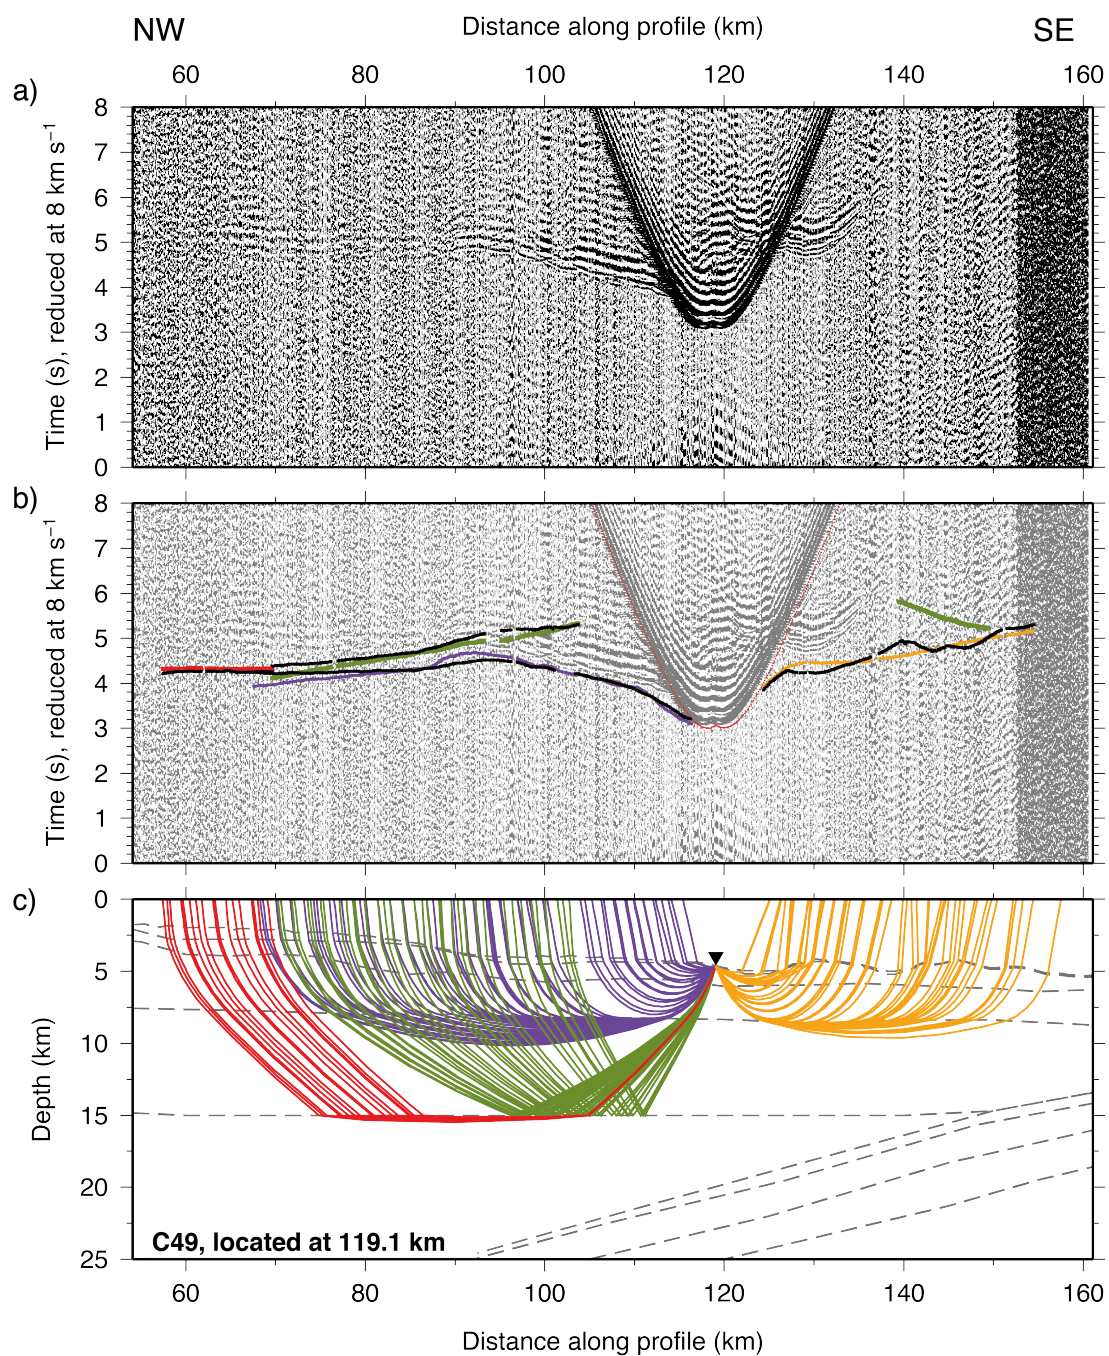 NW Distance along profile (km) SE
60 80 100 120 140 160
a)
8
7
6
5
4
3
2
1
0
Time (s), reduced at 8 km s⁻¹
b)
8
7
6
5
4
3
2
1
0
Time (s), reduced at 8 km s⁻¹
c)
0
5
10
15
20
25
Depth (km)
C49, located at 119.1 km
60 80 100 120 140 160
Distance along profile (km)